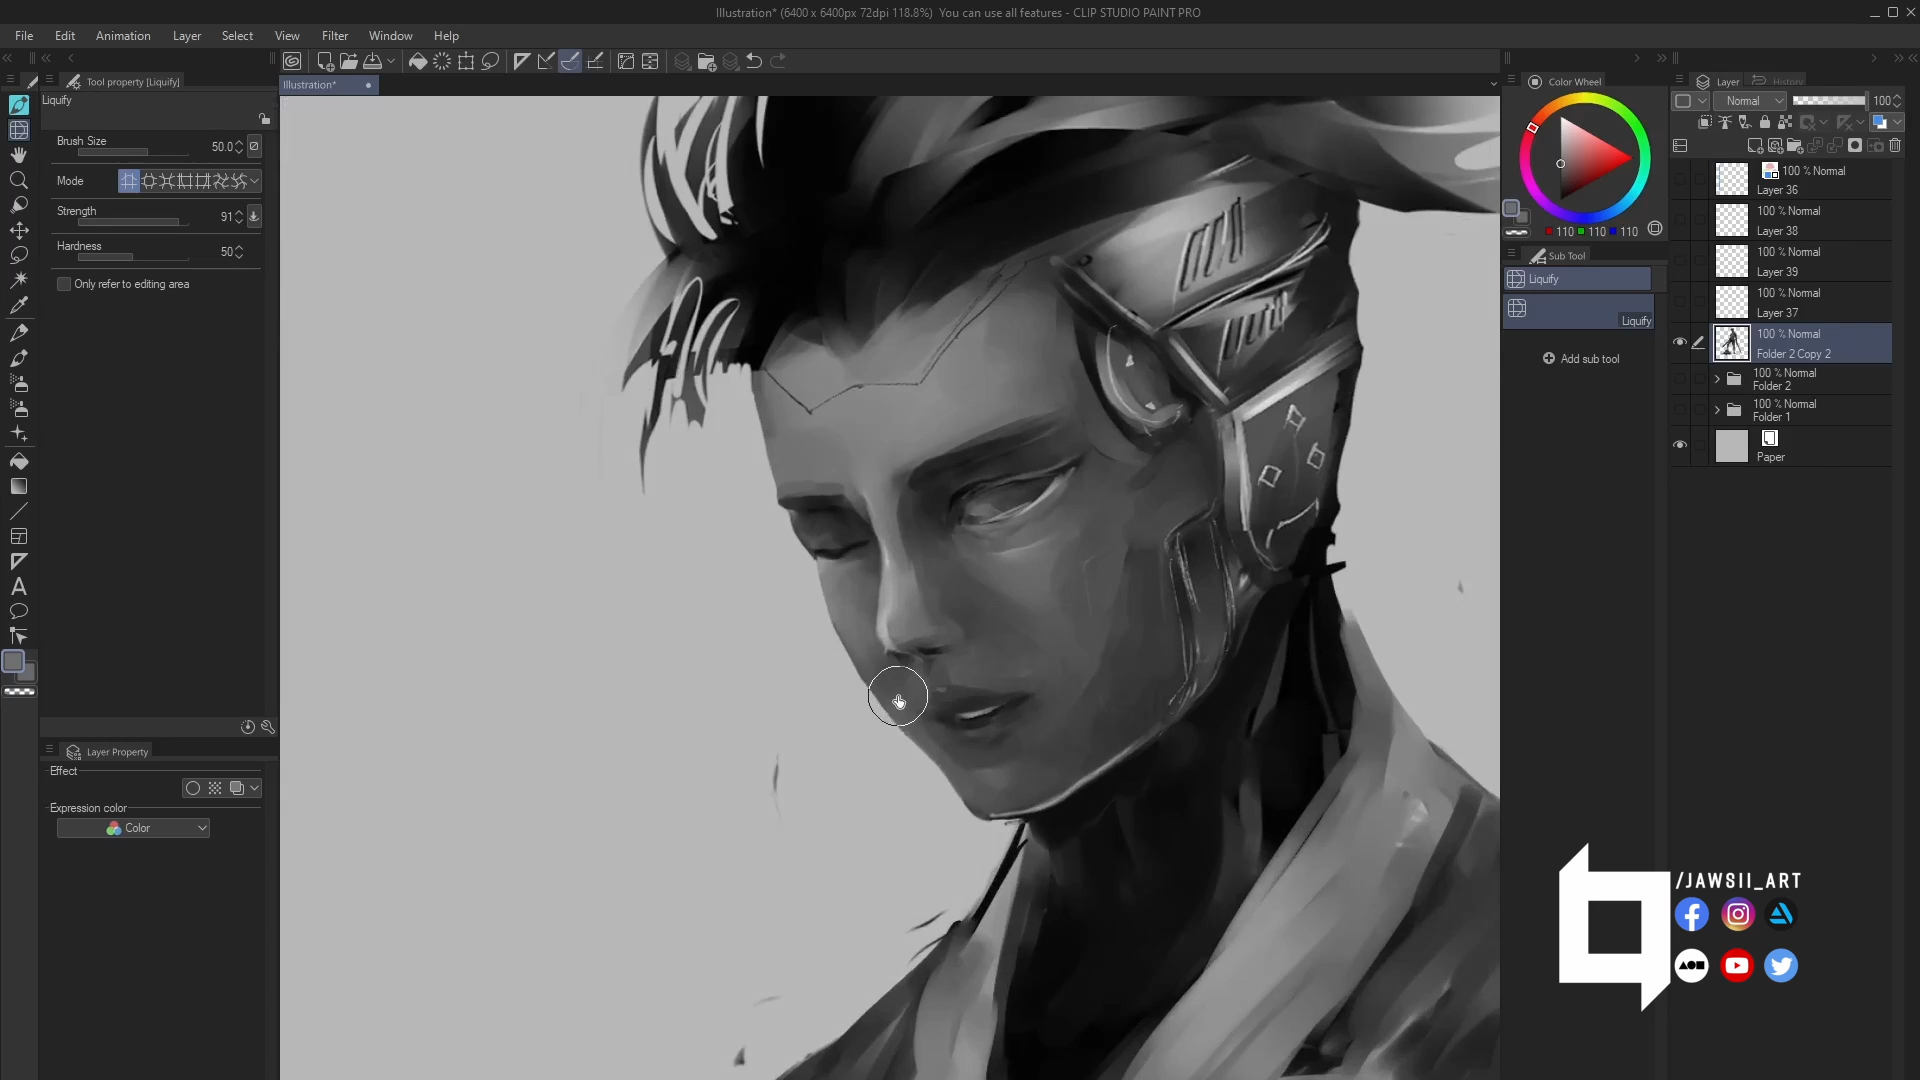 Illustration* (6400 x 6400px 72dpi 118.8%)  You can use all features - CLIP STUDIO PAINT PRO
File Edit Animation Layer Select View Filter Window Help
Tool property [Liquify]
Liquify
Brush Size 50.0
Mode
Strength 91
Hardness 50
Only refer to editing area
Layer Property
Effect
Expression color
Color
Illustration*
Color Wheel
110 110 110
Sub Tool
Liquify
Liquify
Add sub tool
Layer History
Normal 100
100 % Normal
Layer 36
100 % Normal
Layer 38
100 % Normal
Layer 39
100 % Normal
Layer 37
100 % Normal
Folder 2 Copy 2
100 % Normal
Folder 2
100 % Normal
Folder 1
Paper
/JAWSII_ART